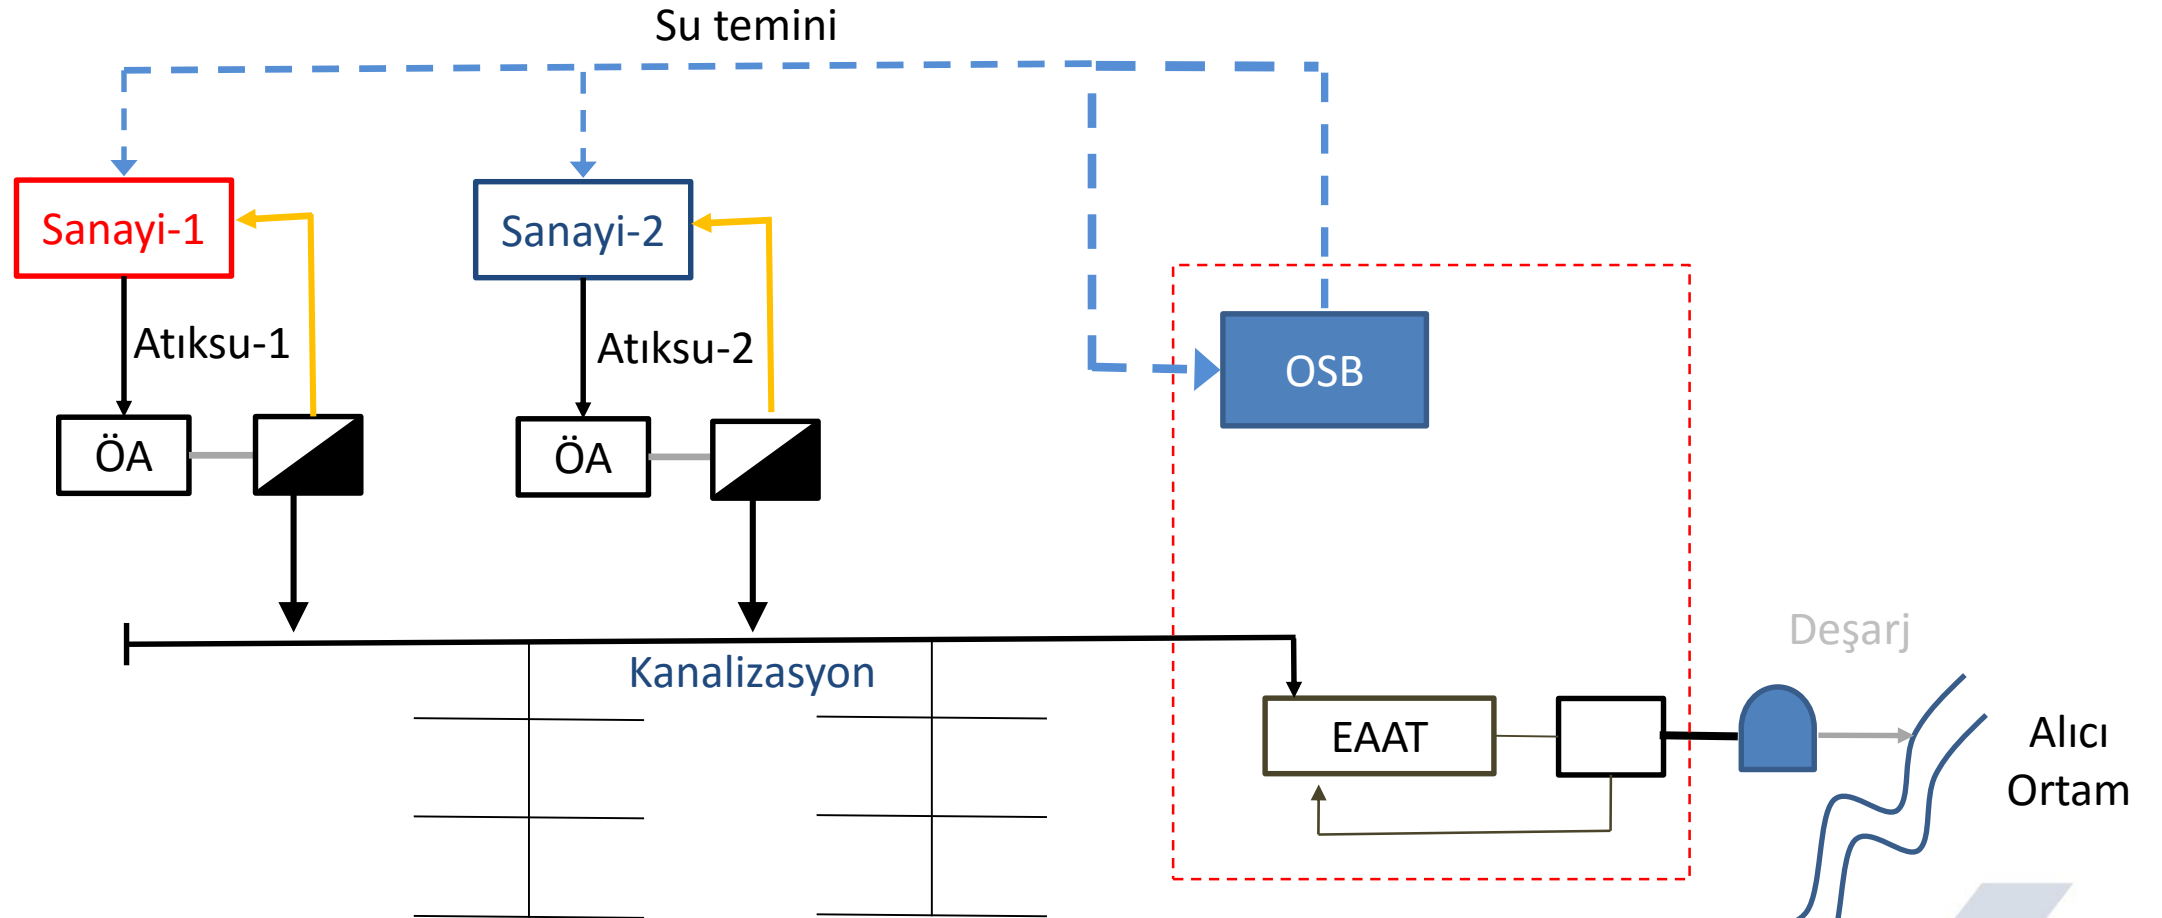 Su temini
Sanayi-1
Sanayi-2
Atıksu-1
Atıksu-2
OSB
ÖA
ÖA
Deşarj
Kanalizasyon
EAAT
Alıcı
Ortam